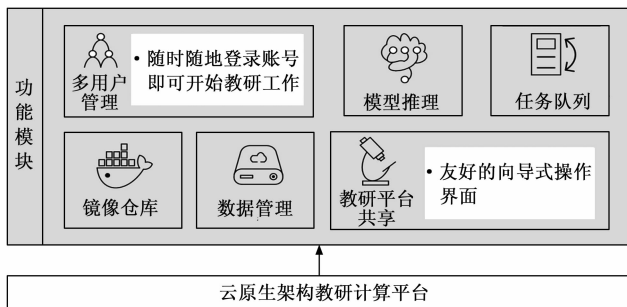 功能模块
多用户
管理
• 随时随地登录账号
即可开始教研工作
模型推理
任务队列
镜像仓库
数据管理
教研平台
共享
• 友好的向导式操作
界面
云原生架构教研计算平台